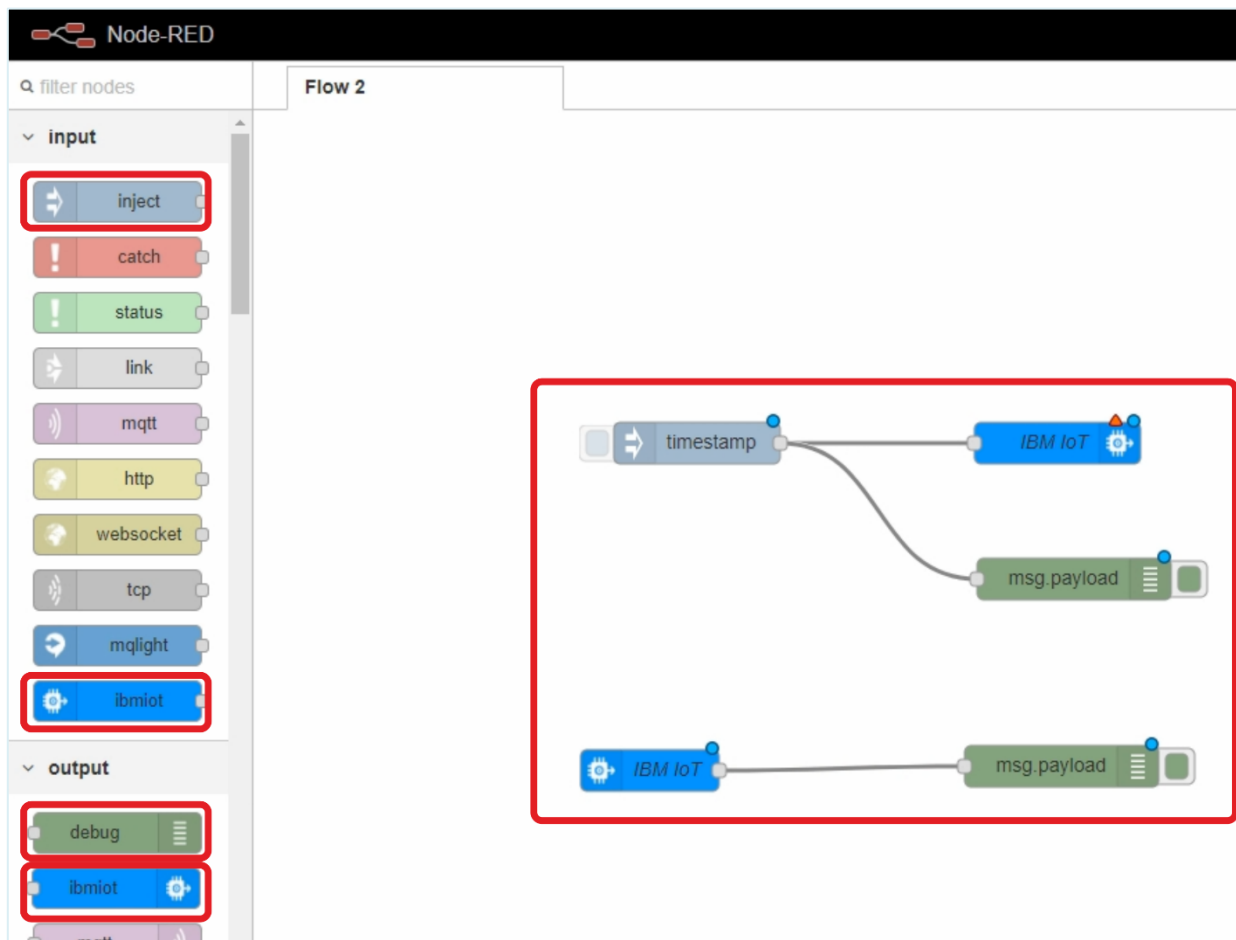 Node-RED
filter nodes
Flow 2
input
inject
catch
status
link
mqtt
http
websocket
tcp
mqlight
ibmiot
output
debug
ibmiot
mqtt
timestamp
IBM IoT
msg.payload
IBM IoT
msg.payload